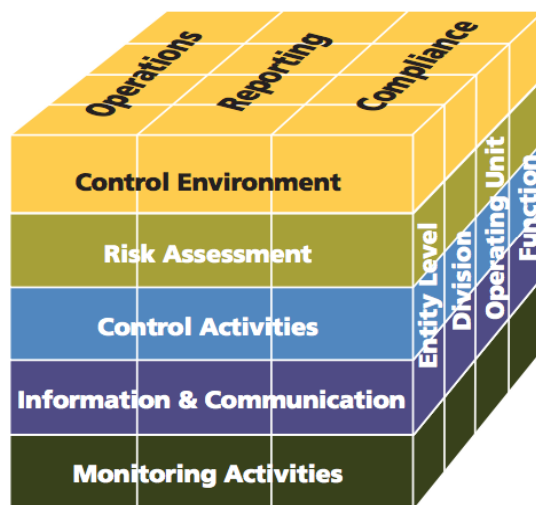 Operations
Reporting
Compliance
Control Environment
Risk Assessment
Control Activities
Information & Communication
Monitoring Activities
Entity Level
Division
Operating Unit
Function